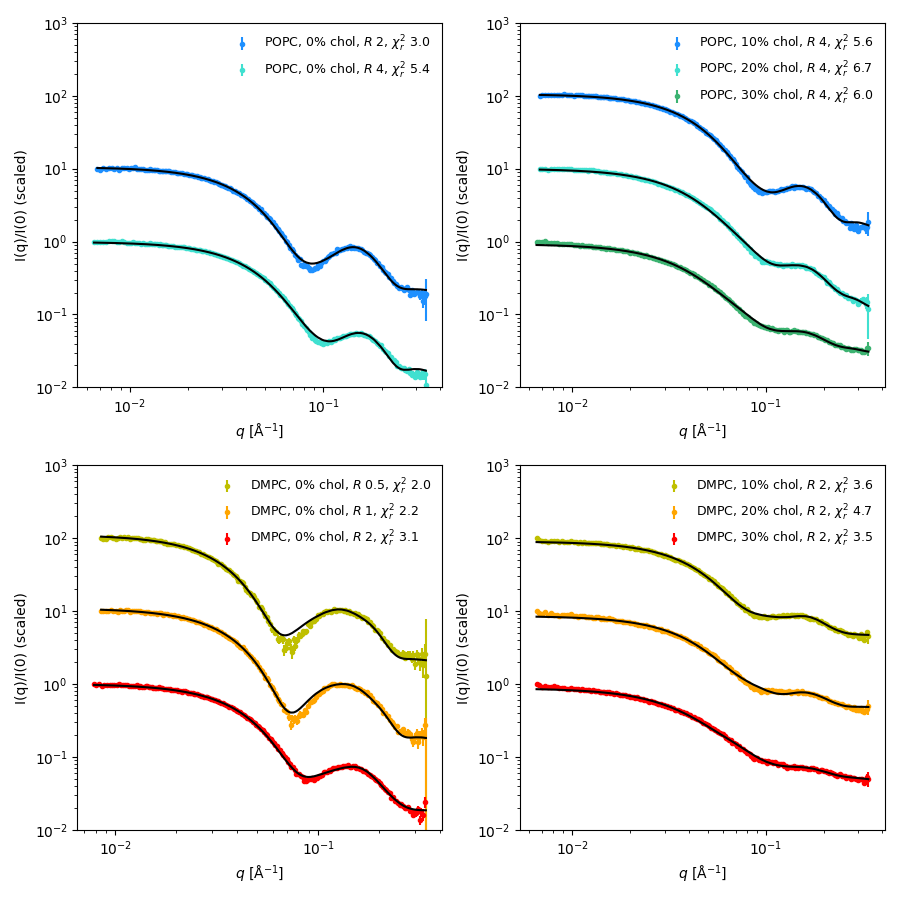 10³
10²
10¹
10⁰
10⁻¹
10⁻²
I(q)/I(0) (scaled)
POPC, 0% chol, R 2, χ²ᵣ 3.0
POPC, 0% chol, R 4, χ²ᵣ 5.4
10⁻²
10⁻¹
q [Å⁻¹]
10³
10²
10¹
10⁰
10⁻¹
10⁻²
I(q)/I(0) (scaled)
POPC, 10% chol, R 4, χ²ᵣ 5.6
POPC, 20% chol, R 4, χ²ᵣ 6.7
POPC, 30% chol, R 4, χ²ᵣ 6.0
10⁻²
10⁻¹
q [Å⁻¹]
10³
10²
10¹
10⁰
10⁻¹
10⁻²
I(q)/I(0) (scaled)
DMPC, 0% chol, R 0.5, χ²ᵣ 2.0
DMPC, 0% chol, R 1, χ²ᵣ 2.2
DMPC, 0% chol, R 2, χ²ᵣ 3.1
10⁻²
10⁻¹
q [Å⁻¹]
10³
10²
10¹
10⁰
10⁻¹
10⁻²
I(q)/I(0) (scaled)
DMPC, 10% chol, R 2, χ²ᵣ 3.6
DMPC, 20% chol, R 2, χ²ᵣ 4.7
DMPC, 30% chol, R 2, χ²ᵣ 3.5
10⁻²
10⁻¹
q [Å⁻¹]